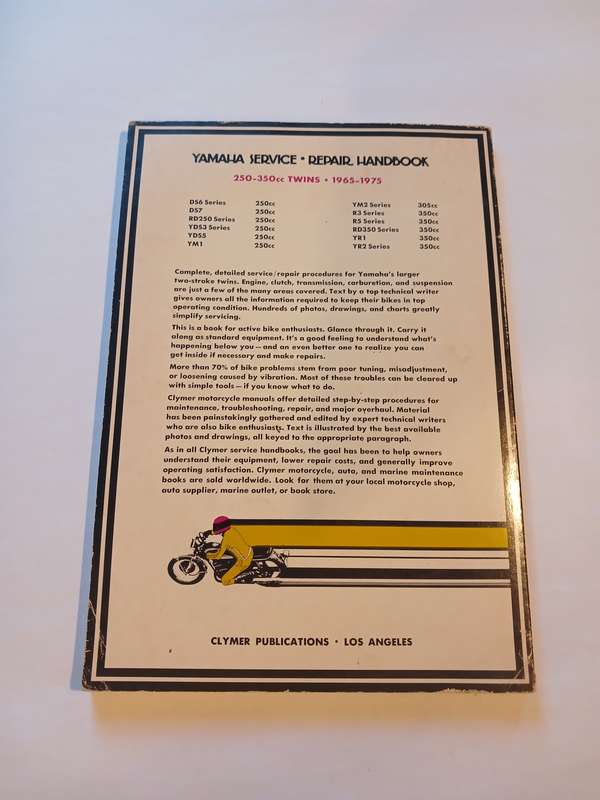 YAMAHA SERVICE • REPAIR HANDBOOK
250-350cc TWINS • 1965-1975
DS6 Series 250cc
DS7 250cc
RD250 Series 250cc
YDS3 Series 250cc
YDS5 250cc
YM1 250cc
YM2 Series 305cc
R3 Series 350cc
R5 Series 350cc
RD350 Series 350cc
YR1 350cc
YR2 Series 350cc
Complete, detailed service/repair procedures for Yamaha's larger
two-stroke twins. Engine, clutch, transmission, carburetion, and suspension
are just a few of the many areas covered. Text by a top technical writer
gives owners all the information required to keep their bikes in top
operating condition. Hundreds of photos, drawings, and charts greatly
simplify servicing.
This is a book for active bike enthusiasts. Glance through it. Carry it
along as standard equipment. It's a good feeling to understand what's
happening below you — and an even better one to realize you can
get inside if necessary and make repairs.
More than 70% of bike problems stem from poor tuning, misadjustment,
or loosening caused by vibration. Most of these troubles can be cleared up
with simple tools — if you know what to do.
Clymer motorcycle manuals offer detailed step-by-step procedures for
maintenance, troubleshooting, repair, and major overhaul. Material
has been painstakingly gathered and edited by expert technical writers
who are also bike enthusiasts. Text is illustrated by the best available
photos and drawings, all keyed to the appropriate paragraph.
As in all Clymer service handbooks, the goal has been to help owners
understand their equipment, lower repair costs, and generally improve
operating satisfaction. Clymer motorcycle, auto, and marine maintenance
books are sold worldwide. Look for them at your local motorcycle shop,
auto supplier, marine outlet, or book store.
CLYMER PUBLICATIONS • LOS ANGELES